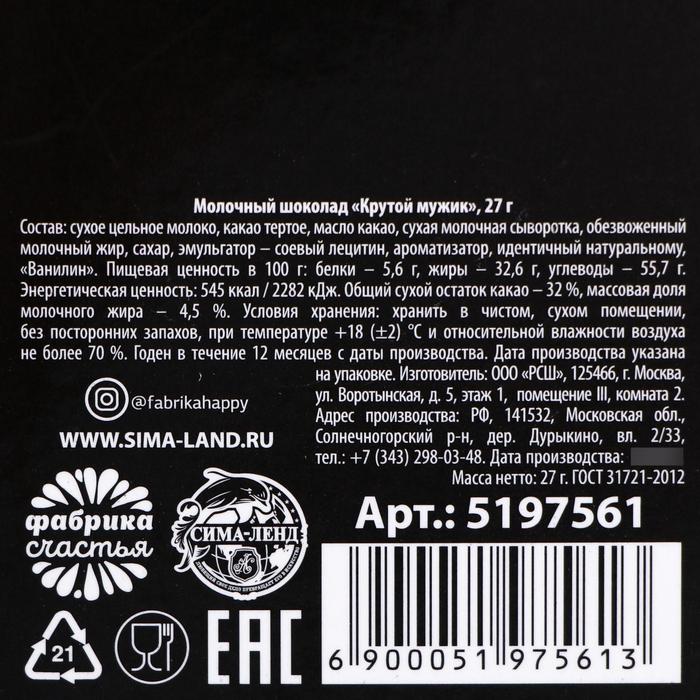 Молочный шоколад «Крутой мужик», 27 г
Состав: сухое цельное молоко, какао тертое, масло какао, сухая молочная сыворотка, обезвоженный
молочный жир, сахар, эмульгатор – соевый лецитин, ароматизатор, идентичный натуральному,
«Ванилин». Пищевая ценность в 100 г: белки – 5,6 г, жиры – 32,6 г, углеводы – 55,7 г.
Энергетическая ценность: 545 ккал / 2282 кДж. Общий сухой остаток какао – 32 %, массовая доля
молочного жира – 4,5 %. Условия хранения: хранить в чистом, сухом помещении,
без посторонних запахов, при температуре +18 (±2) °С и относительной влажности воздуха
не более 70 %. Годен в течение 12 месяцев с даты производства. Дата производства указана
на упаковке. Изготовитель: ООО «РСШ», 125466, г. Москва,
ул. Воротынская, д. 5, этаж 1, помещение III, комната 2.
Адрес производства: РФ, 141532, Московская обл.,
Солнечногорский р-н, дер. Дурыкино, вл. 2/33,
тел.: +7 (343) 298-03-48. Дата производства:
Масса нетто: 27 г. ГОСТ 31721-2012
@fabrikahappy
WWW.SIMA-LAND.RU
фабрика
счастья
СИМА-ЛЕНД
Арт.: 5197561
21
EAC
6 900051 975613